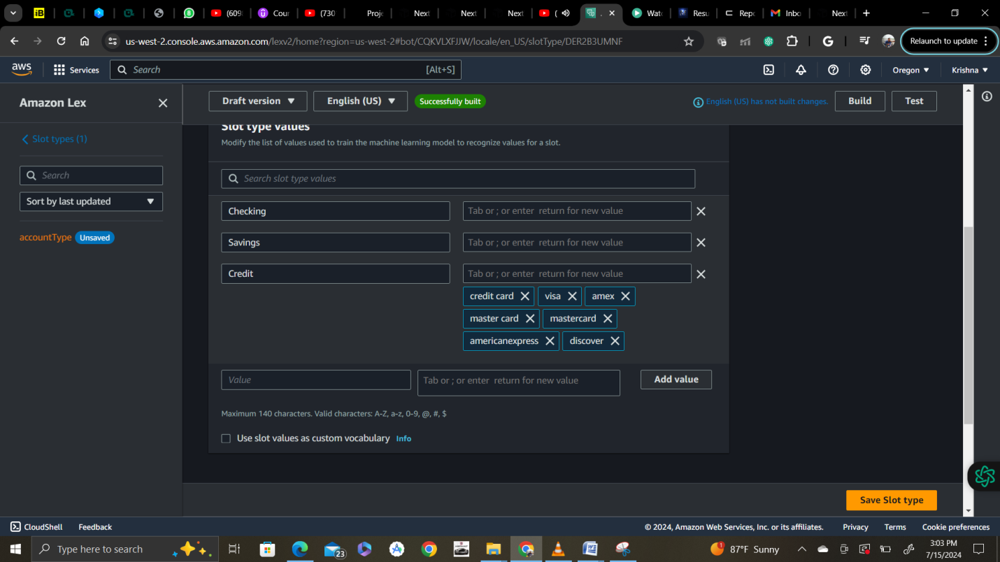 iB
(609
Cour
(730
Proje
Next
Next
Next
(
.
Watc
Resu
Repo
Inbo
Next
us-west-2.console.aws.amazon.com/lexv2/home?region=us-west-2#bot/CQKVLXFJJW/locale/en_US/slotType/DER2B3UMNF
G
Relaunch to update
aws
Services
Search
[Alt+S]
Oregon
Krishna
Amazon Lex
Draft version
English (US)
Successfully built
English (US) has not built changes.
Build
Test
Slot types (1)
Slot type values
Modify the list of values used to train the machine learning model to recognize values for a slot.
Search
Search slot type values
Sort by last updated
Checking
Tab or ; or enter return for new value
accountType
Unsaved
Savings
Tab or ; or enter return for new value
Credit
Tab or ; or enter return for new value
credit card
visa
amex
master card
mastercard
americanexpress
discover
Value
Tab or ; or enter return for new value
Add value
Maximum 140 characters. Valid characters: A-Z, a-z, 0-9, @, #, $
Use slot values as custom vocabulary
Info
Save Slot type
CloudShell
Feedback
© 2024, Amazon Web Services, Inc. or its affiliates.
Privacy
Terms
Cookie preferences
Type here to search
23
1
87°F Sunny
3:03 PM
7/15/2024